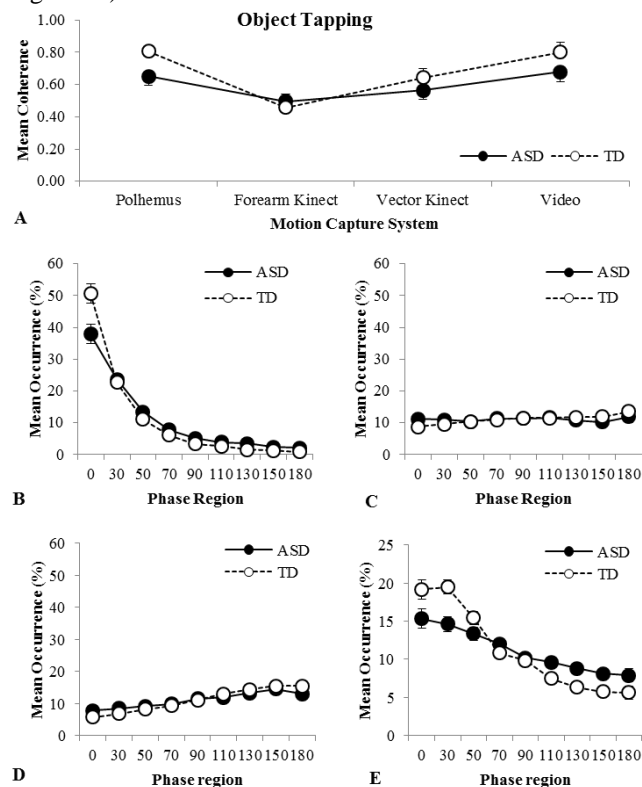 Object Tapping
1.00
0.80
0.60
0.40
0.20
0.00
Mean Coherence
ASD TD
Polhemus Forearm Kinect Vector Kinect Video
A Motion Capture System
60
50
40
30
20
10
0
Mean Occurrence (%)
ASD
TD
0 30 50 70 90 110 130 150 180
B Phase Region
60
50
40
30
20
10
0
Mean Occurrence (%)
ASD
TD
0 30 50 70 90 110 130 150 180
C Phase Region
60
50
40
30
20
10
0
Mean Occurrence (%)
ASD
TD
0 30 50 70 90 110 130 150 180
D Phase region
25
20
15
10
5
0
Mean Occurrence (%)
ASD
TD
0 30 50 70 90 110 130 150 180
Phase region E